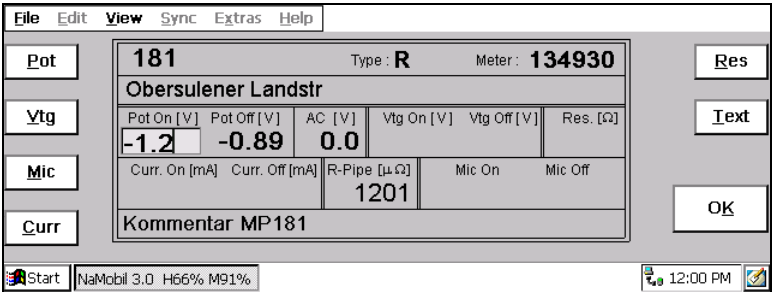 File Edit View Sync Extras Help
Pot 181 Type : R Meter : 134930 Res
Obersulener Landstr
Vtg Pot On [V] Pot Off [V] AC [V] Vtg On [V] Vtg Off [V] Res. [Ω] Text
-1.2 -0.89 0.0
Mic Curr. On [mA] Curr. Off [mA] R-Pipe [µΩ] Mic On Mic Off
1201
OK
Curr Kommentar MP181
Start NaMobil 3.0 H66% M91% 12:00 PM